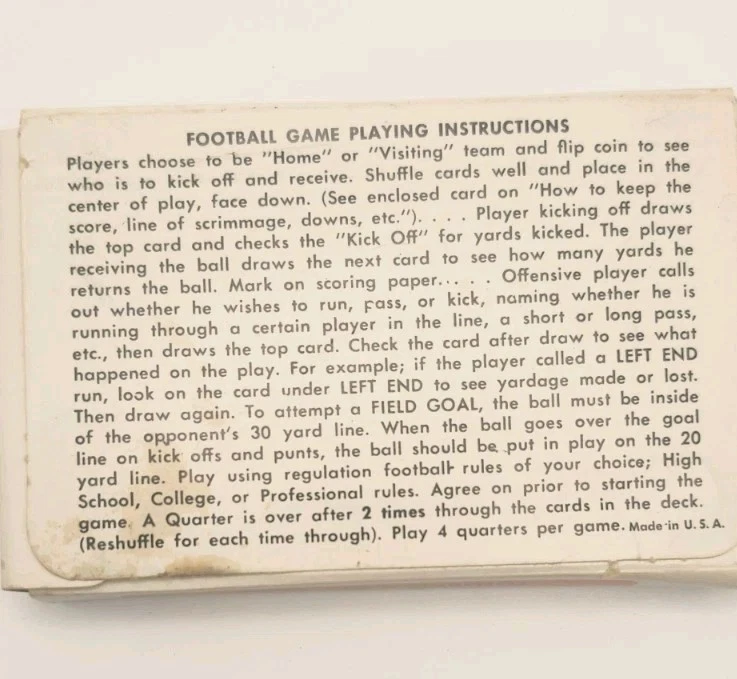 FOOTBALL GAME PLAYING INSTRUCTIONS
Players choose to be "Home" or "Visiting" team and flip coin to see
who is to kick off and receive. Shuffle cards well and place in the
center of play, face down. (See enclosed card on "How to keep the
score, line of scrimmage, downs, etc."). . . . Player kicking off draws
the top card and checks the "Kick Off" for yards kicked. The player
receiving the ball draws the next card to see how many yards he
returns the ball. Mark on scoring paper.. . . . Offensive player calls
out whether he wishes to run, pass, or kick, naming whether he is
running through a certain player in the line, a short or long pass,
etc., then draws the top card. Check the card after draw to see what
happened on the play. For example; if the player called a LEFT END
run, look on the card under LEFT END to see yardage made or lost.
Then draw again. To attempt a FIELD GOAL, the ball must be inside
of the opponent's 30 yard line. When the ball goes over the goal
line on kick offs and punts, the ball should be put in play on the 20
yard line. Play using regulation football rules of your choice; High
School, College, or Professional rules. Agree on prior to starting the
game. A Quarter is over after 2 times through the cards in the deck.
(Reshuffle for each time through). Play 4 quarters per game. Made in U. S. A.